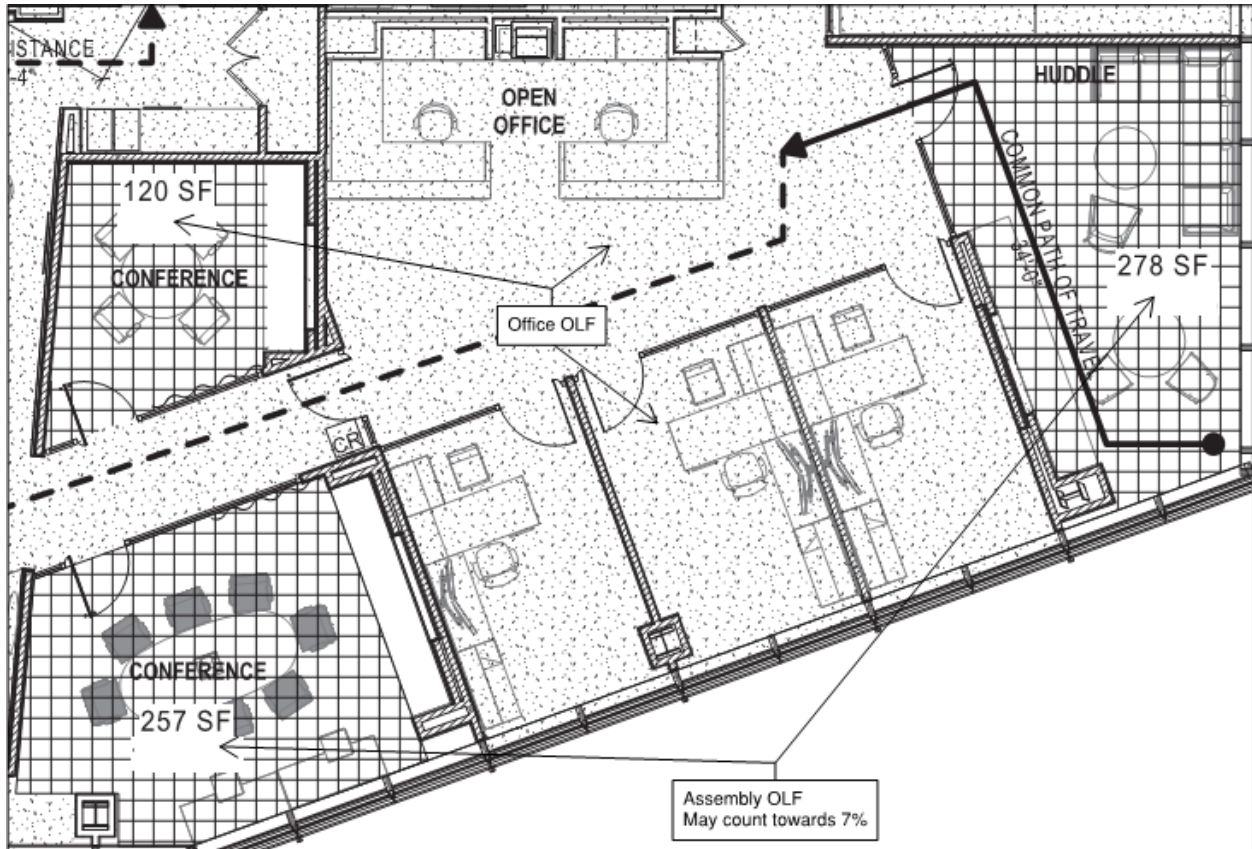 ISTANCE
4"
OPEN
OFFICE
HUDDLE
120 SF
CONFERENCE
COMMON PATH OF TRAVEL
34'-0"
278 SF
Office OLF
CR
CONFERENCE
257 SF
Assembly OLF
May count towards 7%